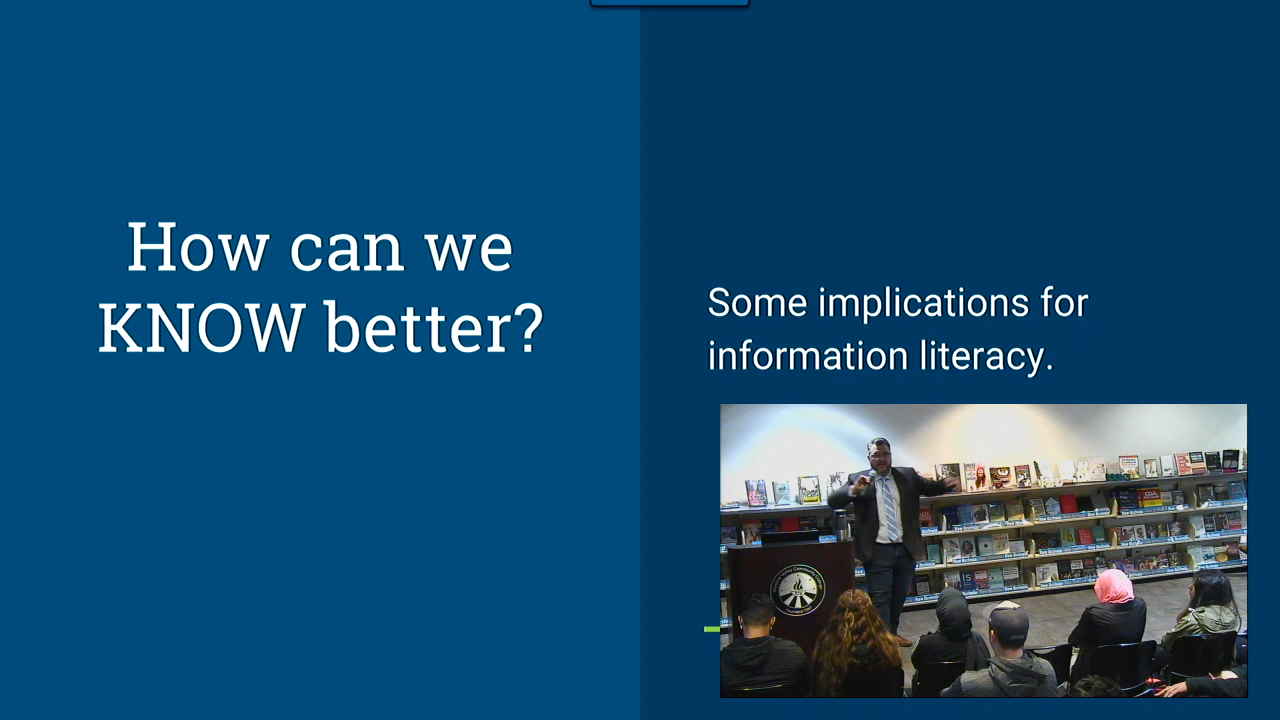 How can we
KNOW better?
Some implications for
information literacy.